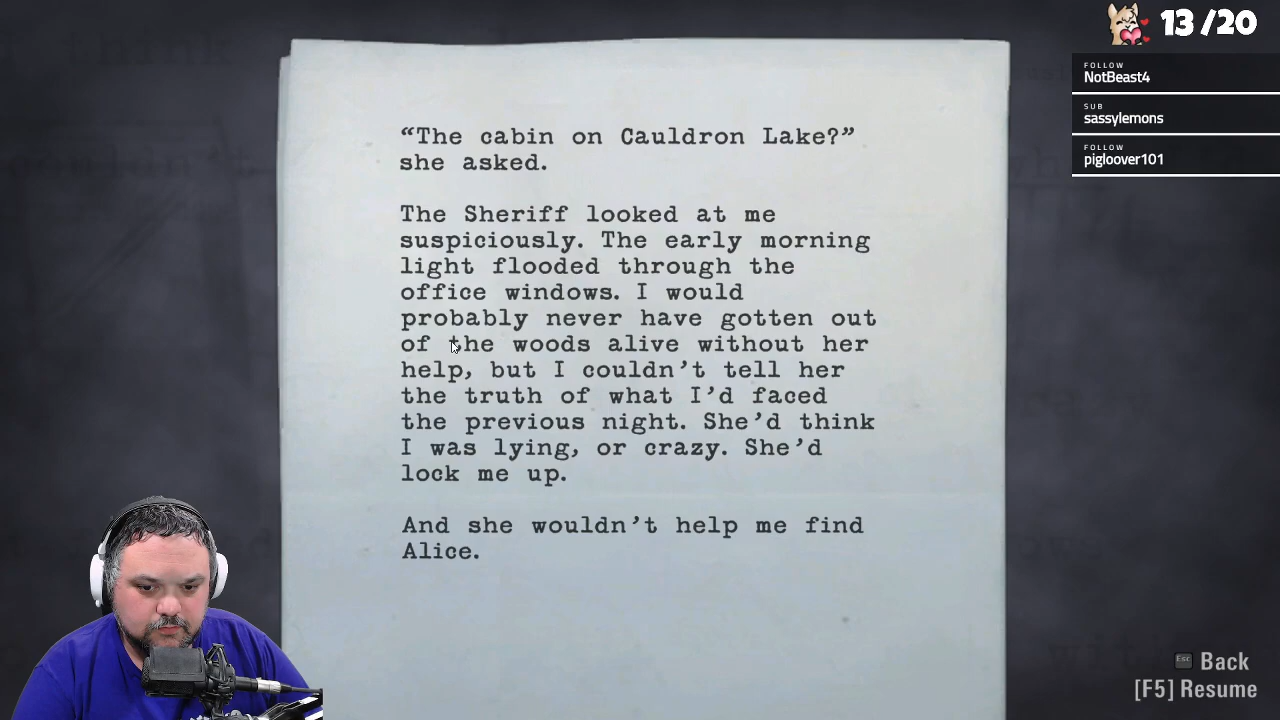 13 /20
FOLLOW
NotBeast4
SUB
sassylemons
FOLLOW
pigloover101
“The cabin on Cauldron Lake?”
she asked.
The Sheriff looked at me
suspiciously. The early morning
light flooded through the
office windows. I would
probably never have gotten out
of the woods alive without her
help, but I couldn’t tell her
the truth of what I’d faced
the previous night. She’d think
I was lying, or crazy. She’d
lock me up.
And she wouldn’t help me find
Alice.
Esc Back
[F5] Resume